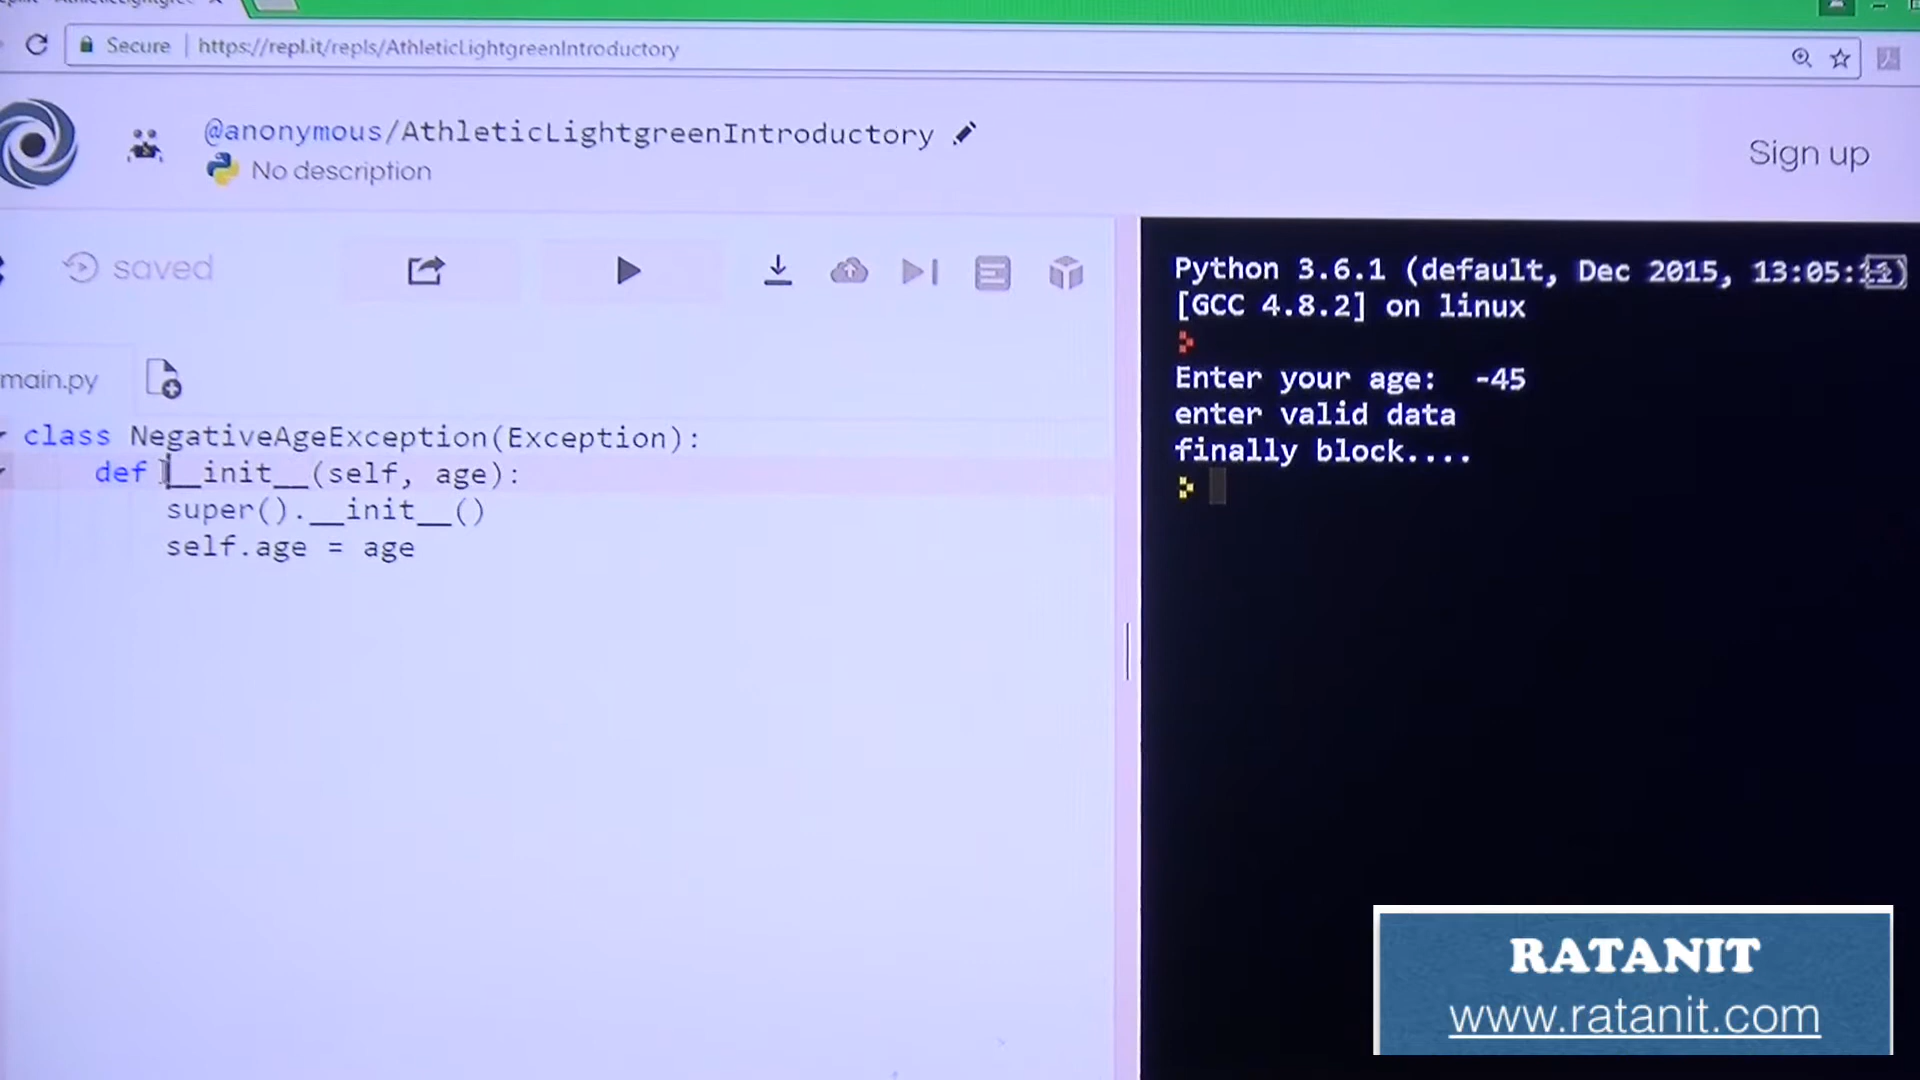 Secure
https://repl.it/repls/AthleticLightgreenIntroductory
@anonymous/AthleticLightgreenIntroductory
No description
Sign up
saved
main.py
class NegativeAgeException(Exception):
def __init__(self, age):
super().__init__()
self.age = age
Python 3.6.1 (default, Dec 2015, 13:05:
[GCC 4.8.2] on linux
Enter your age:  -45
enter valid data
finally block....
RATANIT
www.ratanit.com